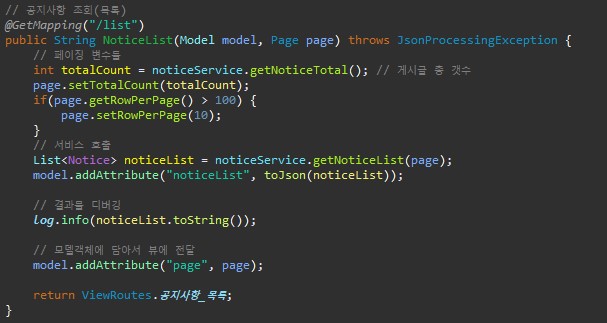 // 공지사항 조회(목록)
@GetMapping("/list")
public String NoticeList(Model model, Page page) throws JsonProcessingException {
    // 페이징 변수들
    int totalCount = noticeService.getNoticeTotal(); // 게시글 총 갯수
    page.setTotalCount(totalCount);
    if(page.getRowPerPage() > 100) {
        page.setRowPerPage(10);
    }
    // 서비스 호출
    List<Notice> noticeList = noticeService.getNoticeList(page);
    model.addAttribute("noticeList", toJson(noticeList));

    // 결과물 디버깅
    log.info(noticeList.toString());

    // 모델객체에 담아서 뷰에 전달
    model.addAttribute("page", page);

    return ViewRoutes.공지사항_목록;
}